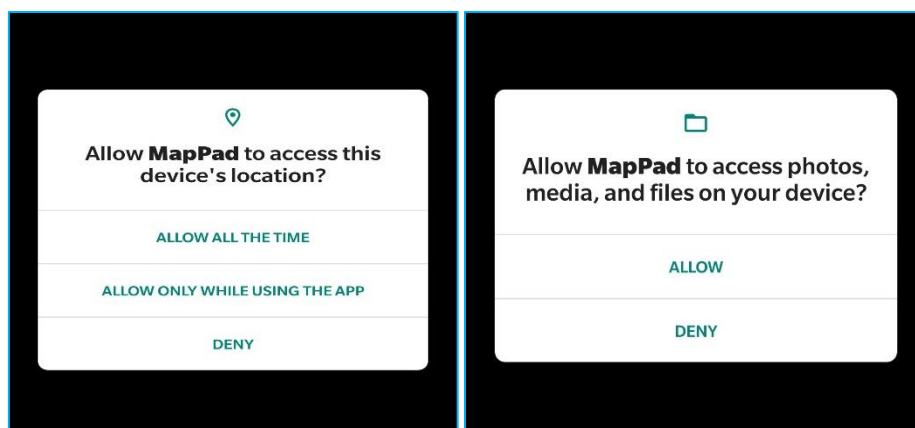 Allow MapPad to access this
device's location?
ALLOW ALL THE TIME
ALLOW ONLY WHILE USING THE APP
DENY
Allow MapPad to access photos,
media, and files on your device?
ALLOW
DENY